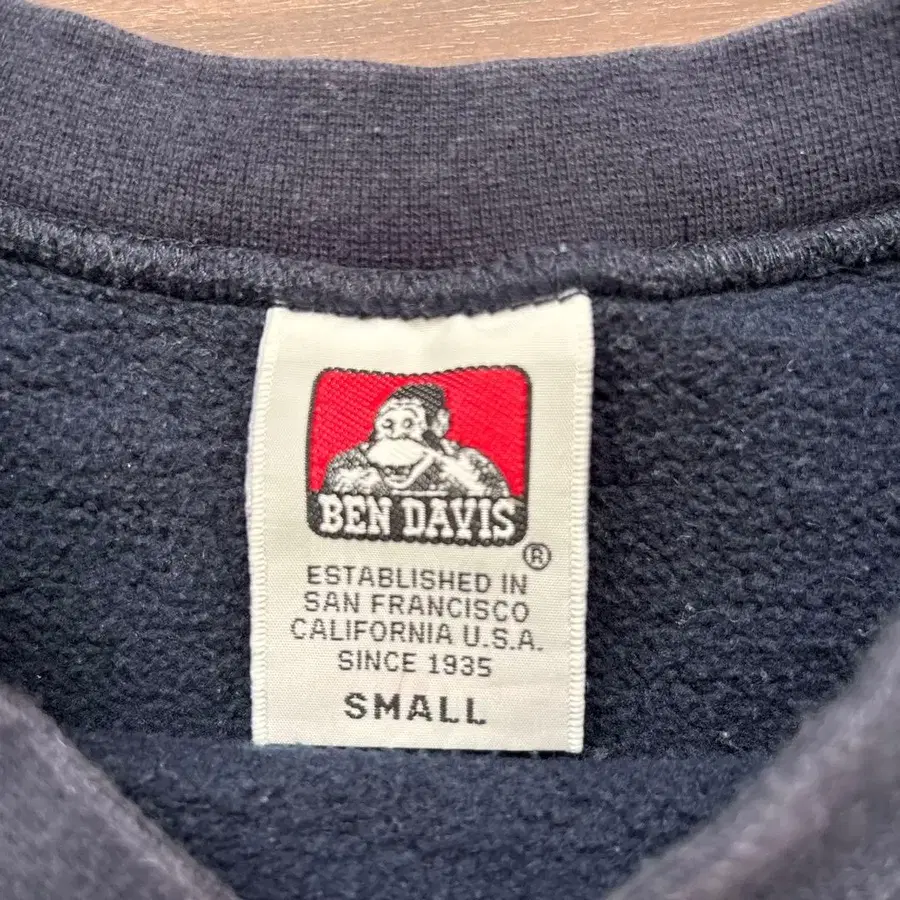 BEN DAVIS
®
ESTABLISHED IN
SAN FRANCISCO
CALIFORNIA U.S.A.
SINCE 1935
SMALL